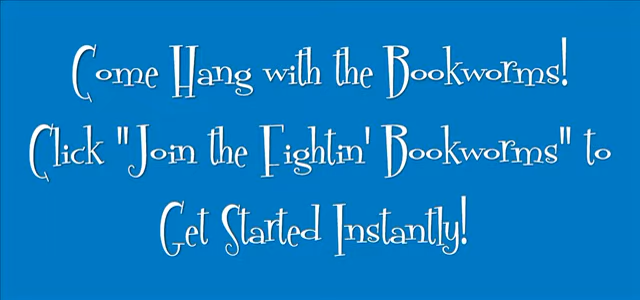 Come Hang with the Bookworms!
Click "Join the Fightin' Bookworms" to
Get Started Instantly!